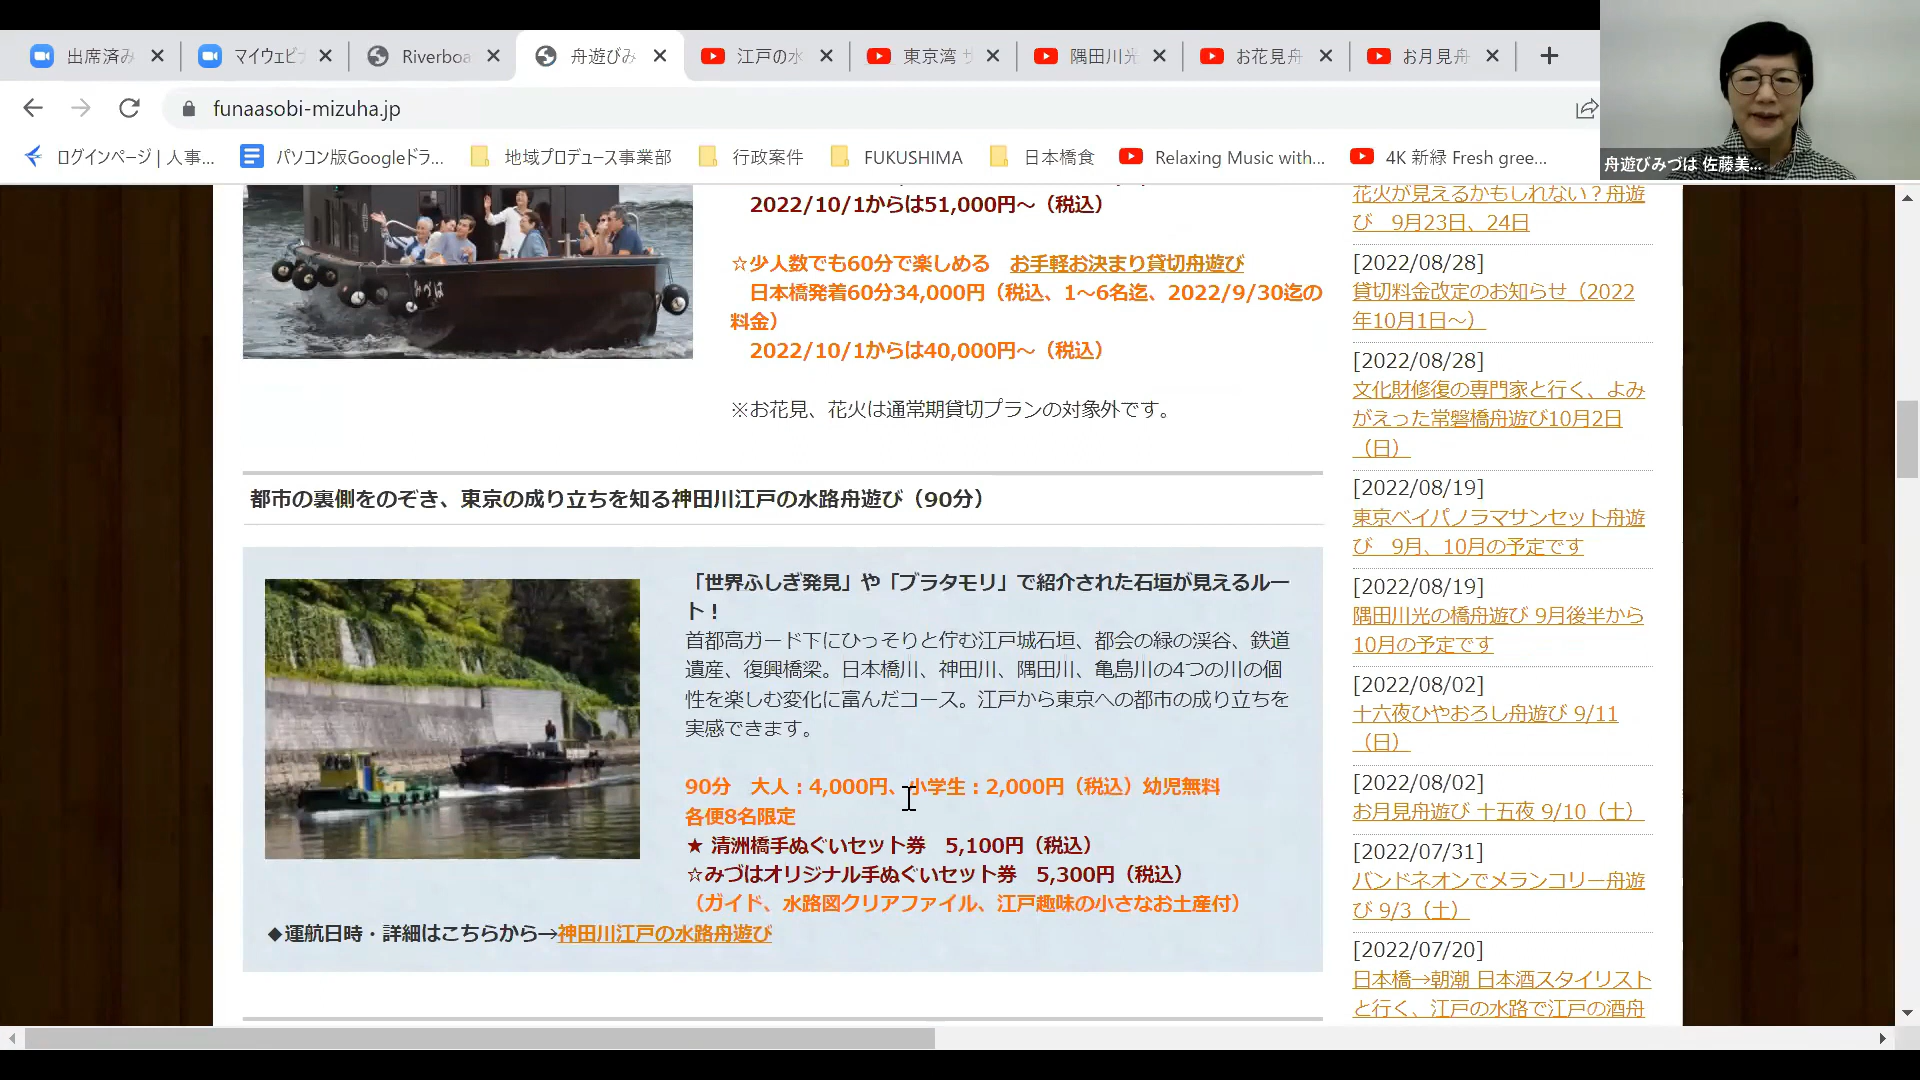 出席済み
マイウェビナ
Riverboa
舟遊びみ
江戸の水
東京湾 サ
隅田川光
お花見舟
お月見舟
funaasobi-mizuha.jp
ログインページ | 人事...
パソコン版Googleドラ...
地域プロデュース事業部
行政案件
FUKUSHIMA
日本橋食
Relaxing Music with...
4K 新緑 Fresh gree...
舟遊びみづは 佐藤美...
みづは
2022/10/1からは51,000円～（税込）
☆少人数でも60分で楽しめる　お手軽お決まり貸切舟遊び
日本橋発着60分34,000円（税込、1～6名迄、2022/9/30迄の
料金）
2022/10/1からは40,000円～（税込）
※お花見、花火は通常期貸切プランの対象外です。
都市の裏側をのぞき、東京の成り立ちを知る神田川江戸の水路舟遊び（90分）
「世界ふしぎ発見」や「ブラタモリ」で紹介された石垣が見えるルー
ト！
首都高ガード下にひっそりと佇む江戸城石垣、都会の緑の渓谷、鉄道
遺産、復興橋梁。日本橋川、神田川、隅田川、亀島川の4つの川の個
性を楽しむ変化に富んだコース。江戸から東京への都市の成り立ちを
実感できます。
90分　大人：4,000円、小学生：2,000円（税込）幼児無料
各便8名限定
★ 清洲橋手ぬぐいセット券　5,100円（税込）
☆みづはオリジナル手ぬぐいセット券　5,300円（税込）
（ガイド、水路図クリアファイル、江戸趣味の小さなお土産付）
◆運航日時・詳細はこちらから→神田川江戸の水路舟遊び
花火が見えるかもしれない？舟遊
び　9月23日、24日
[2022/08/28]
貸切料金改定のお知らせ（2022
年10月1日～）
[2022/08/28]
文化財修復の専門家と行く、よみ
がえった常磐橋舟遊び10月2日
（日）
[2022/08/19]
東京ベイパノラマサンセット舟遊
び　9月、10月の予定です
[2022/08/19]
隅田川光の橋舟遊び 9月後半から
10月の予定です
[2022/08/02]
十六夜ひやおろし舟遊び 9/11
（日）
[2022/08/02]
お月見舟遊び 十五夜 9/10（土）
[2022/07/31]
バンドネオンでメランコリー舟遊
び 9/3（土）
[2022/07/20]
日本橋→朝潮 日本酒スタイリスト
と行く、江戸の水路で江戸の酒舟